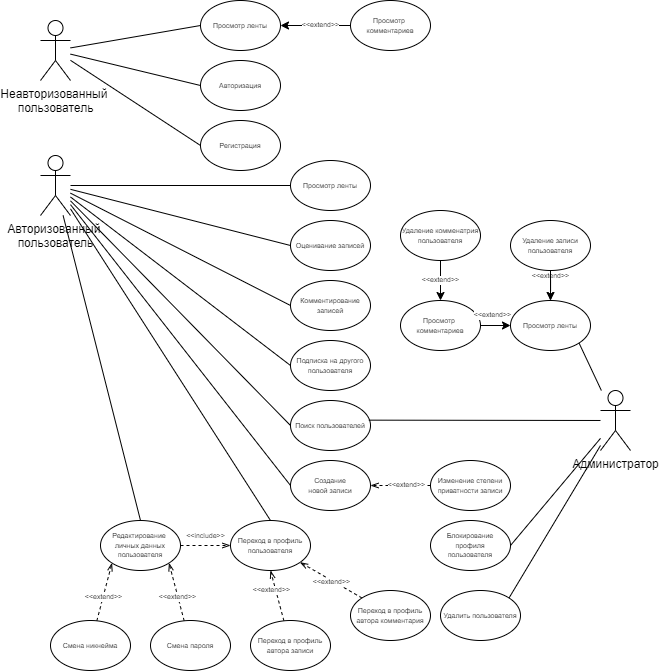 Просмотр ленты
<<extend>>
Просмотр
комментариев
Авторизация
Неавторизованный
пользователь
Регистрация
Авторизованный
пользователь
Просмотр ленты
Оценивание записей
Удаление комменатрия
пользователя
Удаление записи
пользователя
<<extend>>
<<extend>>
Комментирование
записей
Просмотр
комментариев
<<extend>>
Просмотр ленты
Подписка на другого
пользователя
Поиск пользователей
Администратор
Создание
новой записи
<<extend>>
Изменение степени
приватности записи
Редактирование
личных данных
пользователя
<<include>>
Переход в профиль
пользователя
Блокирование
профиля
пользователя
<<extend>>
<<extend>>
<<extend>>
<<extend>>
Переход в профиль
автора комментария
Удалить пользователя
Смена никнейма
Смена пароля
Переход в профиль
автора записи